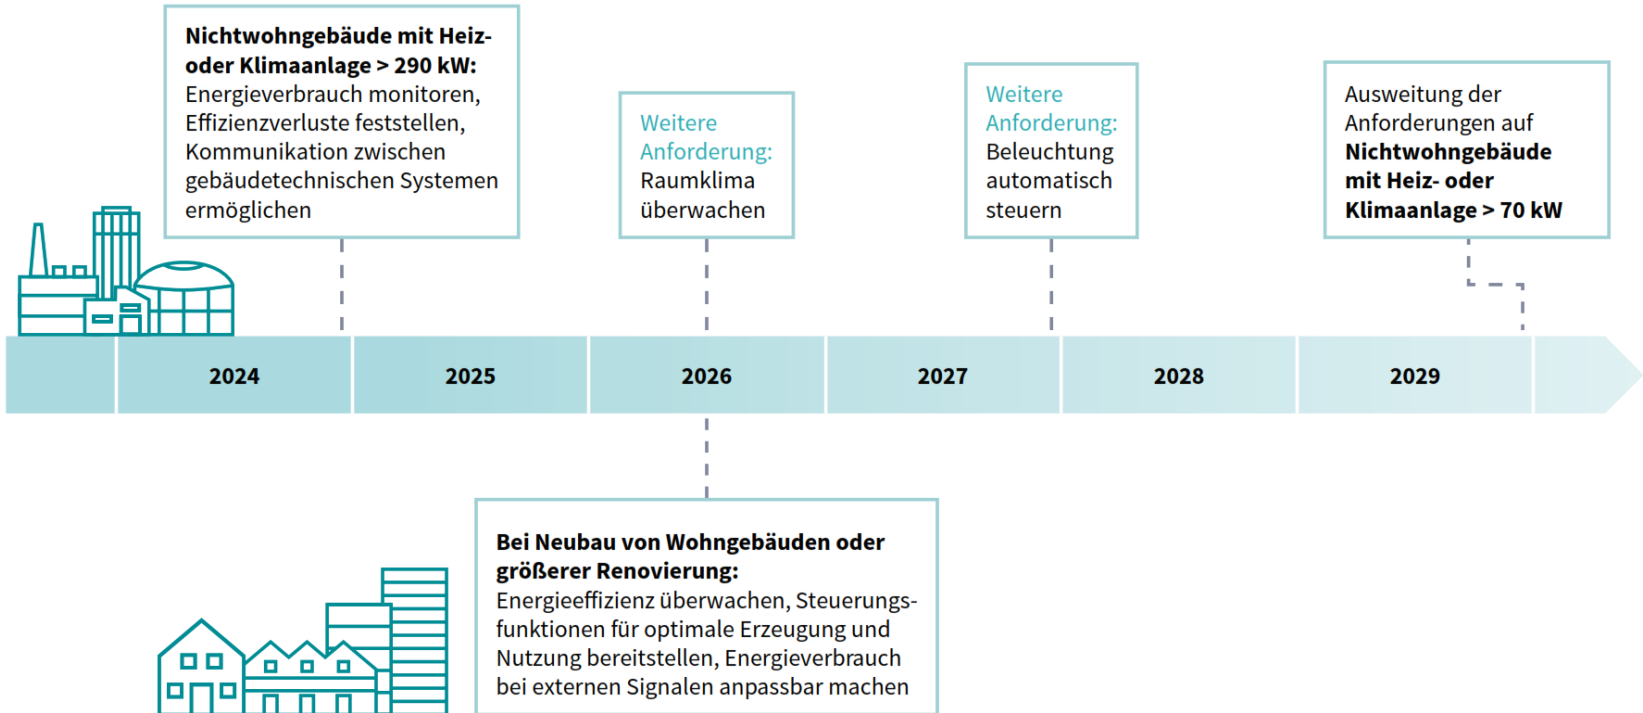 Nichtwohngebäude mit Heiz-
oder Klimaanlage > 290 kW:
Energieverbrauch monitoren,
Effizienzverluste feststellen,
Kommunikation zwischen
gebäudetechnischen Systemen
ermöglichen
Weitere
Anforderung:
Raumklima
überwachen
Weitere
Anforderung:
Beleuchtung
automatisch
steuern
Ausweitung der
Anforderungen auf
Nichtwohngebäude
mit Heiz- oder
Klimaanlage > 70 kW
2024
2025
2026
2027
2028
2029
Bei Neubau von Wohngebäuden oder
größerer Renovierung:
Energieeffizienz überwachen, Steuerungs-
funktionen für optimale Erzeugung und
Nutzung bereitstellen, Energieverbrauch
bei externen Signalen anpassbar machen